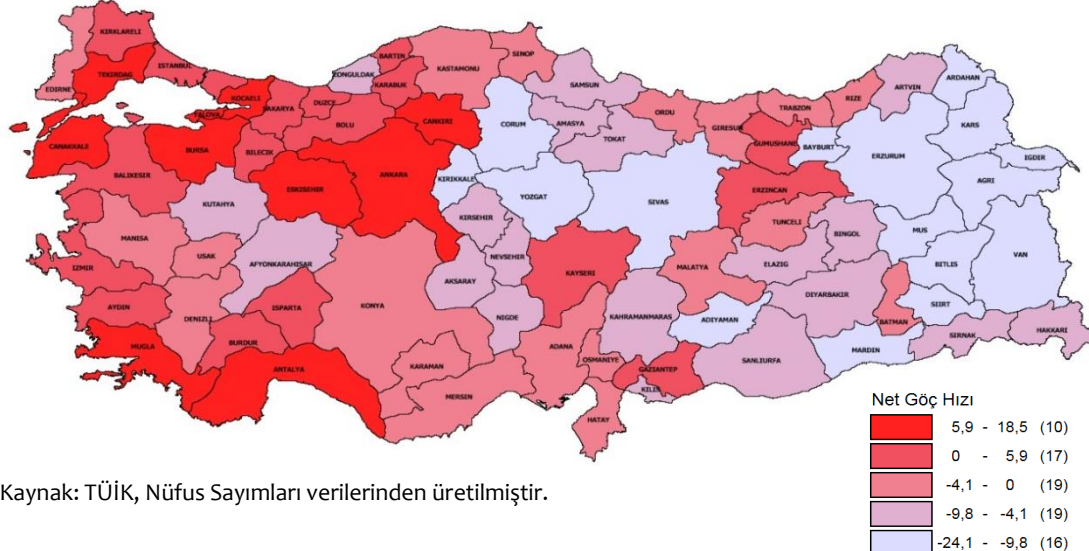 KIRKLARELI
TEKIRDAG
ISTANBUL
EDIRNE
KOCAELI
YALOVA
SAKARYA
DUZCE
ZONGULDAK
BARTIN
KARABUK
KASTAMONU
SINOP
SAMSUN
BOLU
CANKIRI
CORUM
AMASYA
TOKAT
ORDU
GIRESUN
TRABZON
RIZE
ARTVIN
ARDAHAN
KARS
GUMUSHANE
BAYBURT
ERZURUM
IGDIR
AGRI
CANAKKALE
BURSA
BILECIK
BALIKESIR
ESKISEHIR
ANKARA
KIRIKKALE
YOZGAT
SIVAS
ERZINCAN
TUNCELI
BINGOL
MUS
VAN
BITLIS
KUTAHYA
MANISA
USAK
AFYONKARAHISAR
KIRSEHIR
NEVSEHIR
AKSARAY
KAYSERI
MALATYA
ELAZIG
DIYARBAKIR
SIIRT
BATMAN
IZMIR
AYDIN
DENIZLI
ISPARTA
KONYA
NIGDE
KAHRAMANMARAS
ADIYAMAN
SANLIURFA
MARDIN
SIRNAK
HAKKARI
MUGLA
BURDUR
ANTALYA
KARAMAN
MERSIN
ADANA
OSMANIYE
GAZIANTEP
KILIS
HATAY
Net Göç Hızı
5,9 - 18,5 (10)
0 - 5,9 (17)
-4,1 - 0 (19)
-9,8 - -4,1 (19)
-24,1 - -9,8 (16)
Kaynak: TÜİK, Nüfus Sayımları verilerinden üretilmiştir.